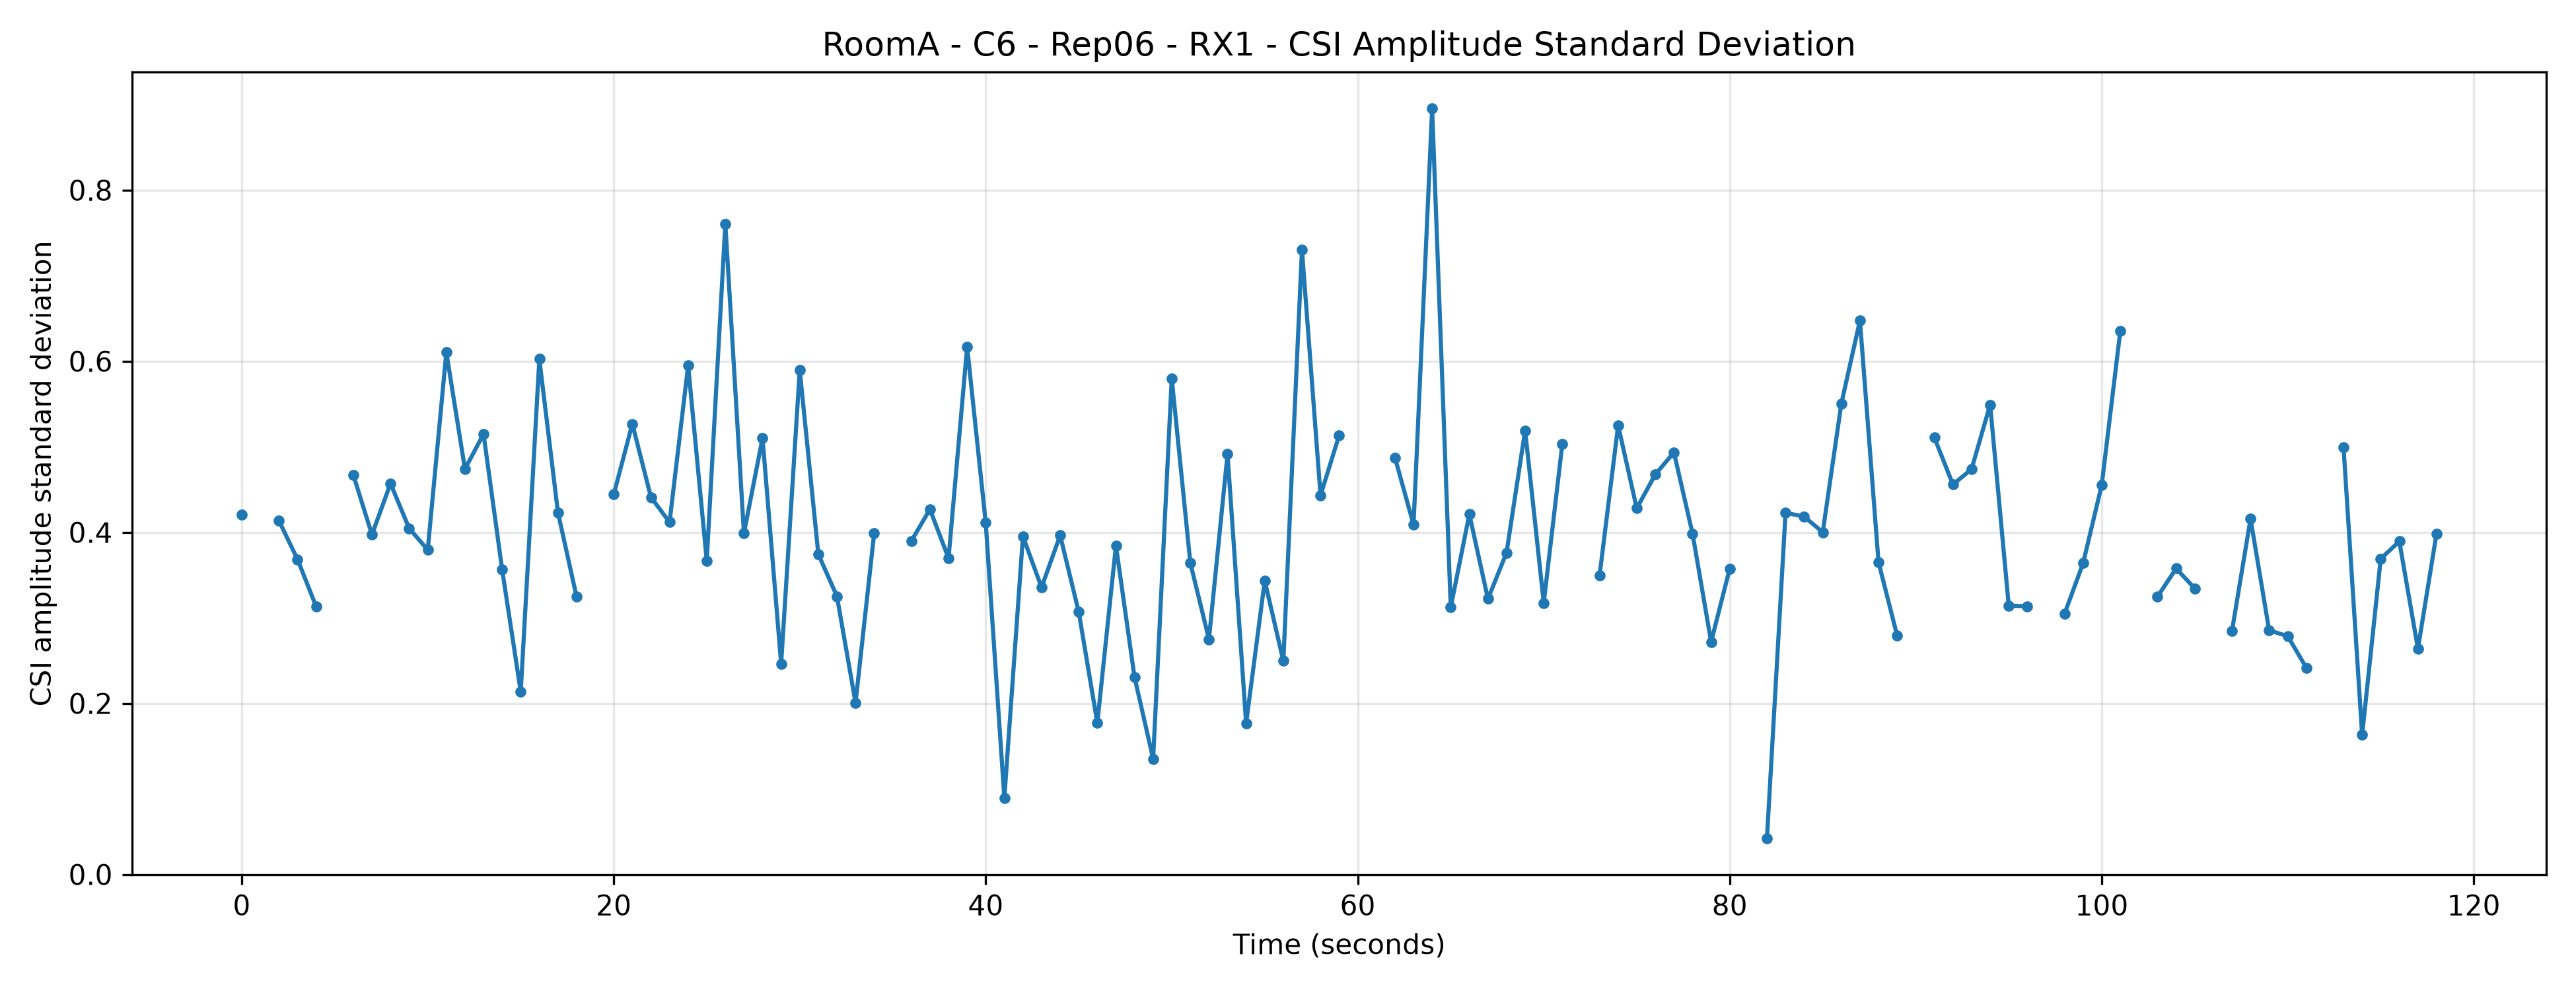 RoomA - C6 - Rep06 - RX1 - CSI Amplitude Standard Deviation
CSI amplitude standard deviation
0.8
0.6
0.4
0.2
0.0
0 20 40 60 80 100 120
Time (seconds)